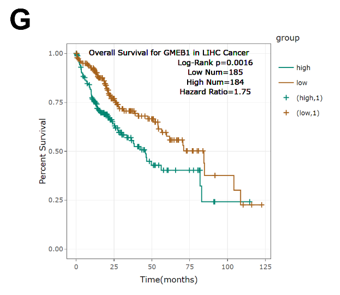 G
group
Overall Survival for GMEB1 in LIHC Cancer
Log-Rank p=0.0016
Low Num=185
High Num=184
Hazard Ratio=1.75
high
low
(high,1)
(low,1)
1.00
0.75
0.50
0.25
0.00
Percent Survival
0 25 50 75 100 125
Time(months)